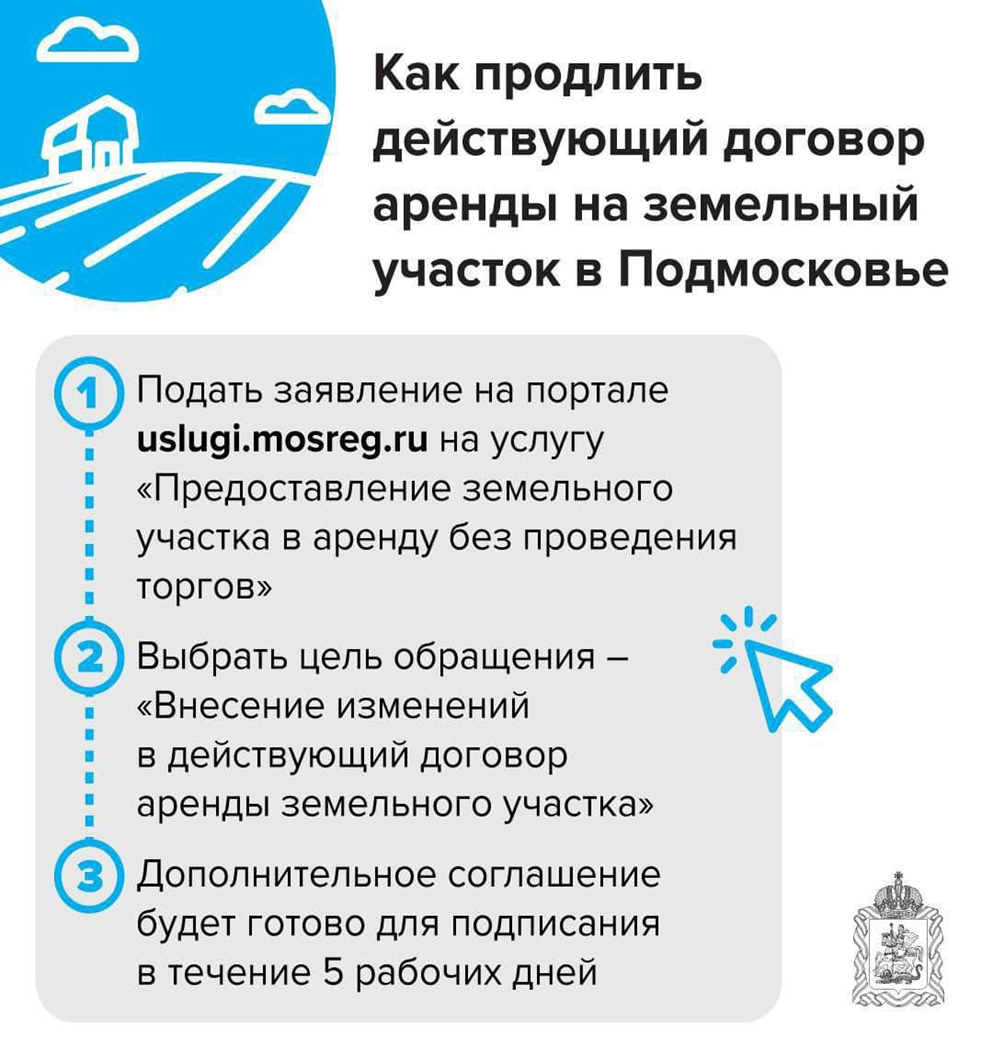 Как продлить
действующий договор
аренды на земельный
участок в Подмосковье
1
Подать заявление на портале
uslugi.mosreg.ru на услугу
«Предоставление земельного
участка в аренду без проведения
торгов»
2
Выбрать цель обращения –
«Внесение изменений
в действующий договор
аренды земельного участка»
3
Дополнительное соглашение
будет готово для подписания
в течение 5 рабочих дней